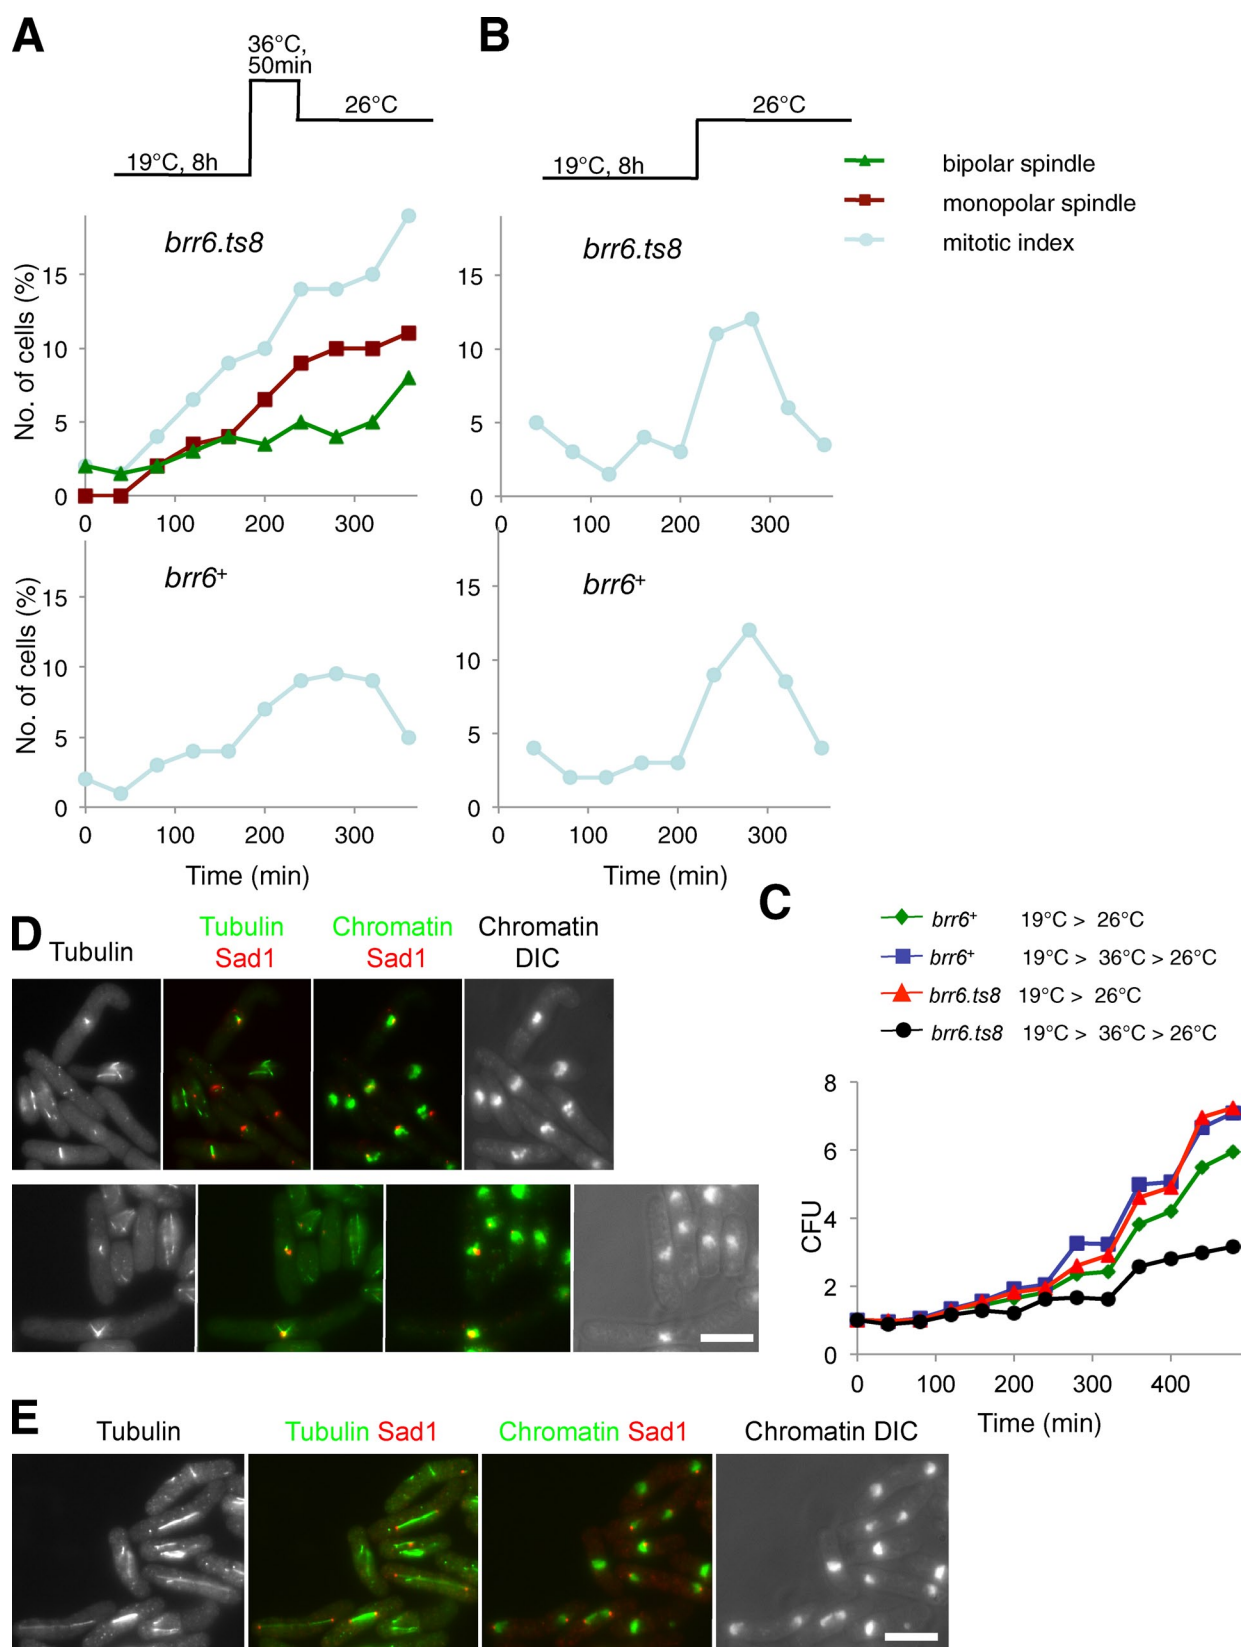 A
B
36°C,
50min
26°C
19°C, 8h
26°C
19°C, 8h
bipolar spindle
monopolar spindle
mitotic index
brr6.ts8
No. of cells (%)
15
10
5
0
0 100 200 300
brr6.ts8
15
10
5
0
0 100 200 300
brr6+
No. of cells (%)
15
10
5
0
0 100 200 300
Time (min)
brr6+
15
10
5
0
0 100 200 300
Time (min)
C
brr6+ 19°C > 26°C
brr6+ 19°C > 36°C > 26°C
brr6.ts8 19°C > 26°C
brr6.ts8 19°C > 36°C > 26°C
CFU
8
6
4
2
0
0 100 200 300 400
Time (min)
D
Tubulin
Tubulin
Sad1
Chromatin
Sad1
Chromatin
DIC
E
Tubulin
Tubulin Sad1
Chromatin Sad1
Chromatin DIC